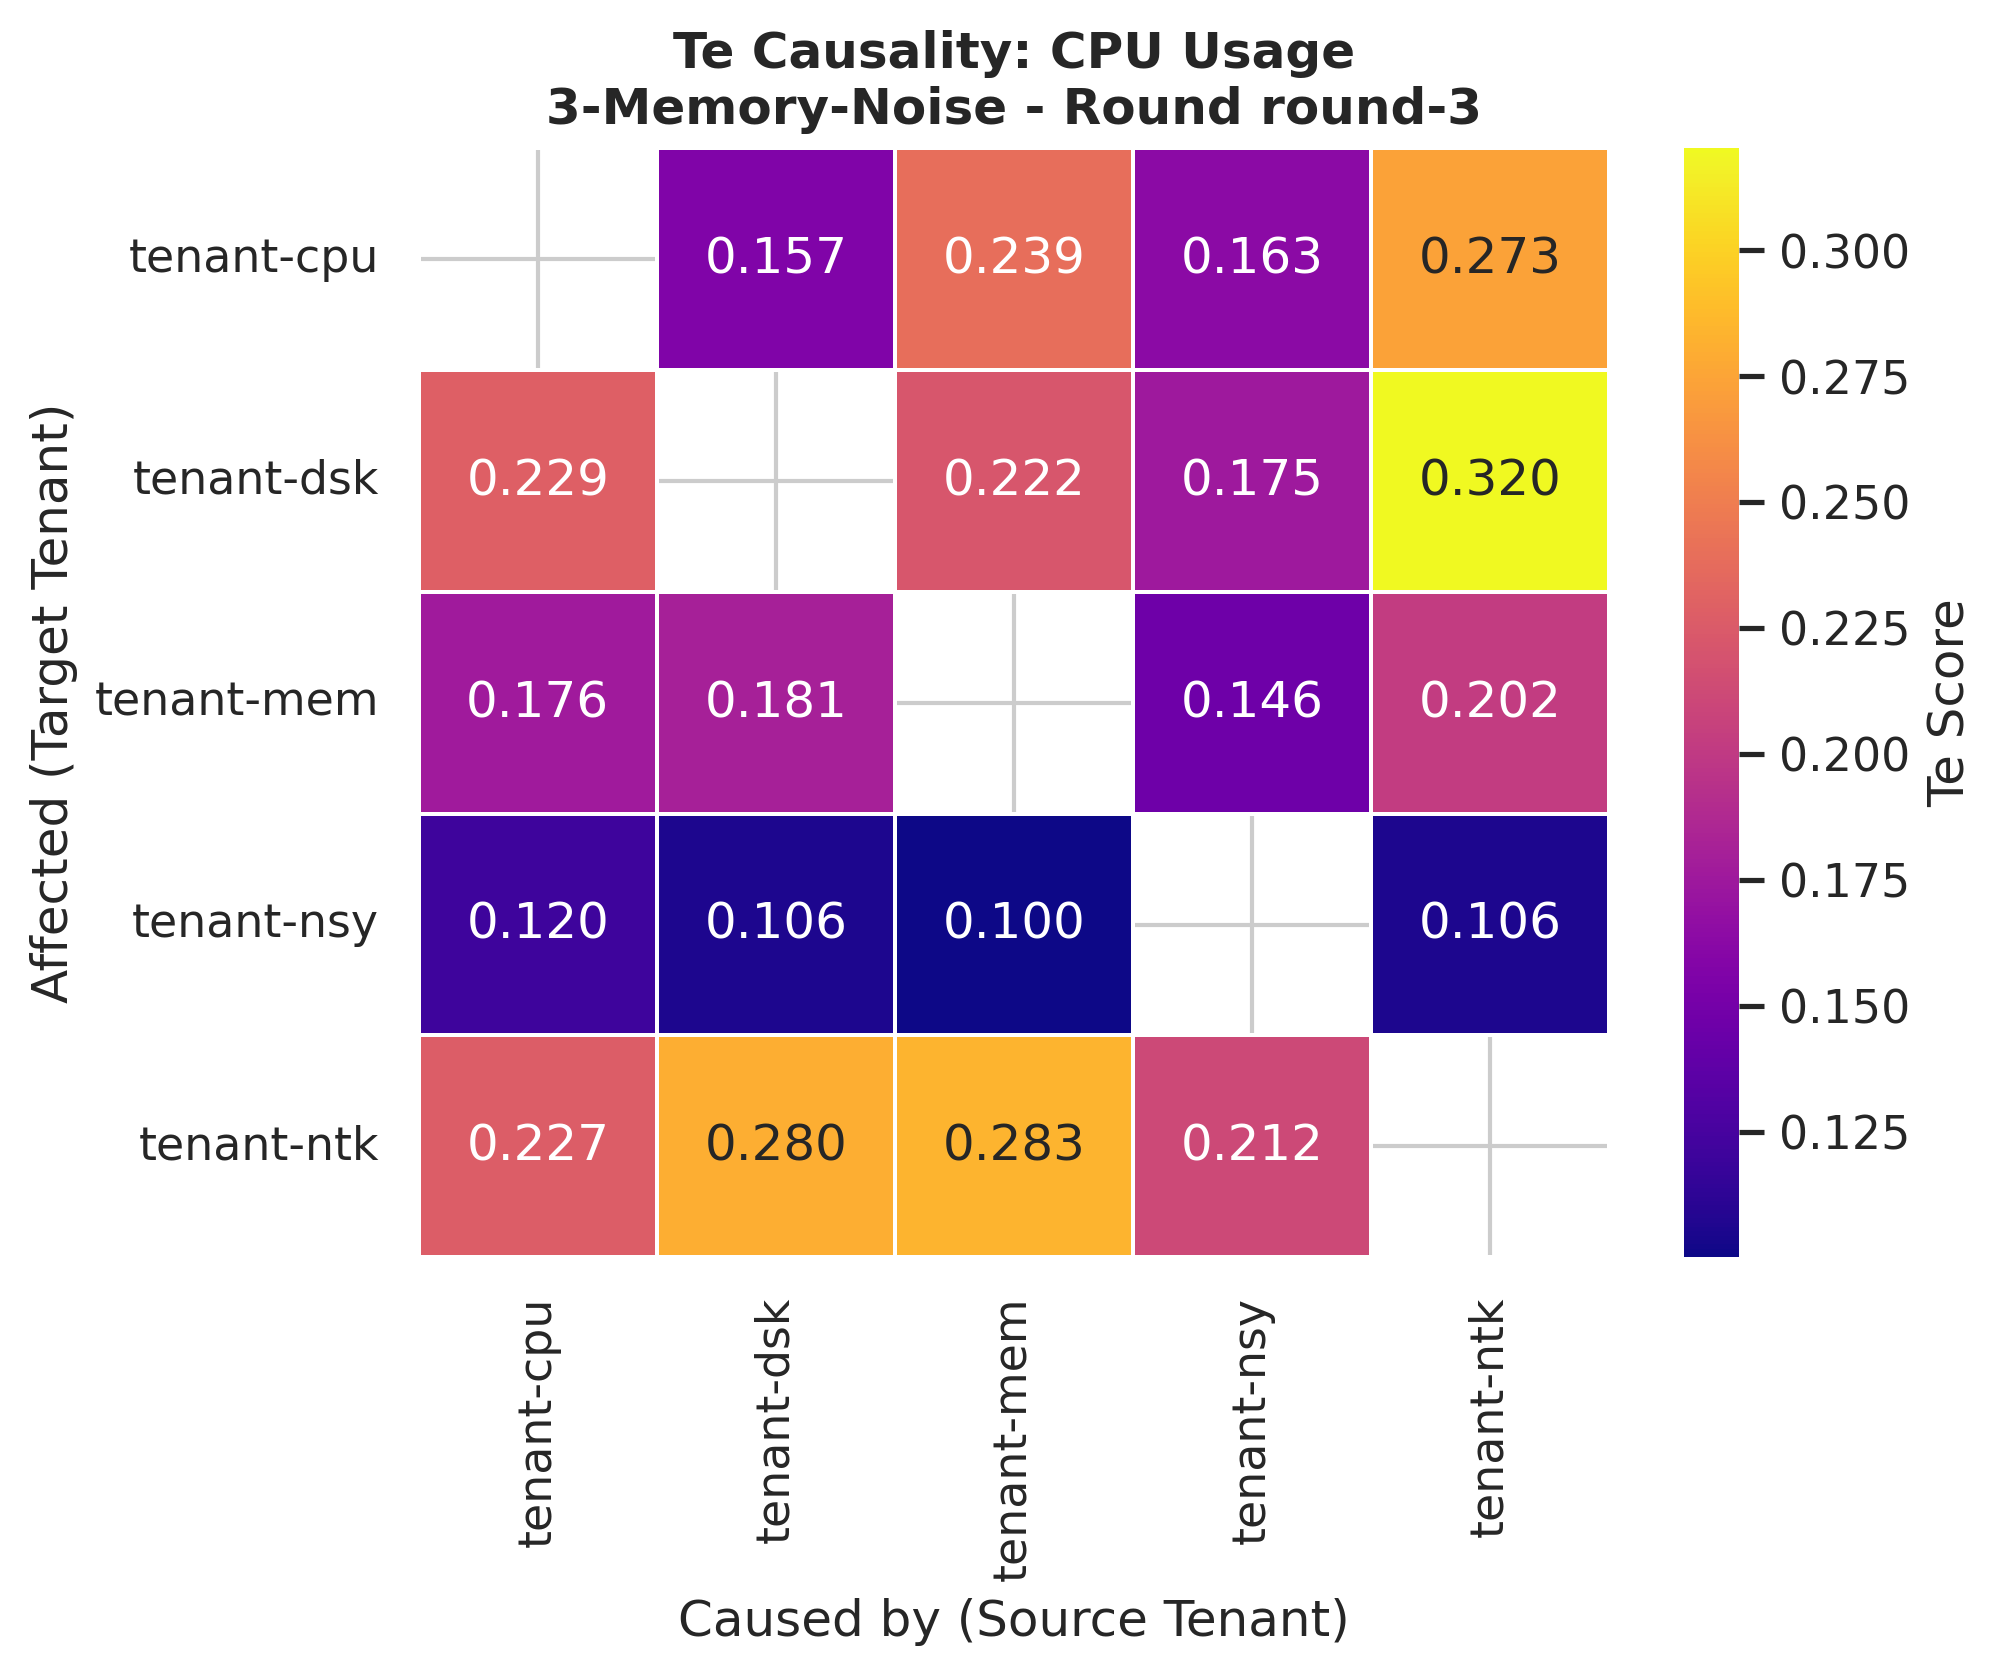 Te Causality: CPU Usage
3-Memory-Noise - Round round-3
Affected (Target Tenant)
tenant-cpu
0.157 0.239 0.163 0.273
tenant-dsk
0.229 0.222 0.175 0.320
tenant-mem
0.176 0.181 0.146 0.202
tenant-nsy
0.120 0.106 0.100 0.106
tenant-ntk
0.227 0.280 0.283 0.212
tenant-cpu
tenant-dsk
tenant-mem
tenant-nsy
tenant-ntk
Caused by (Source Tenant)
0.300
0.275
0.250
0.225
0.200
0.175
0.150
0.125
Te Score